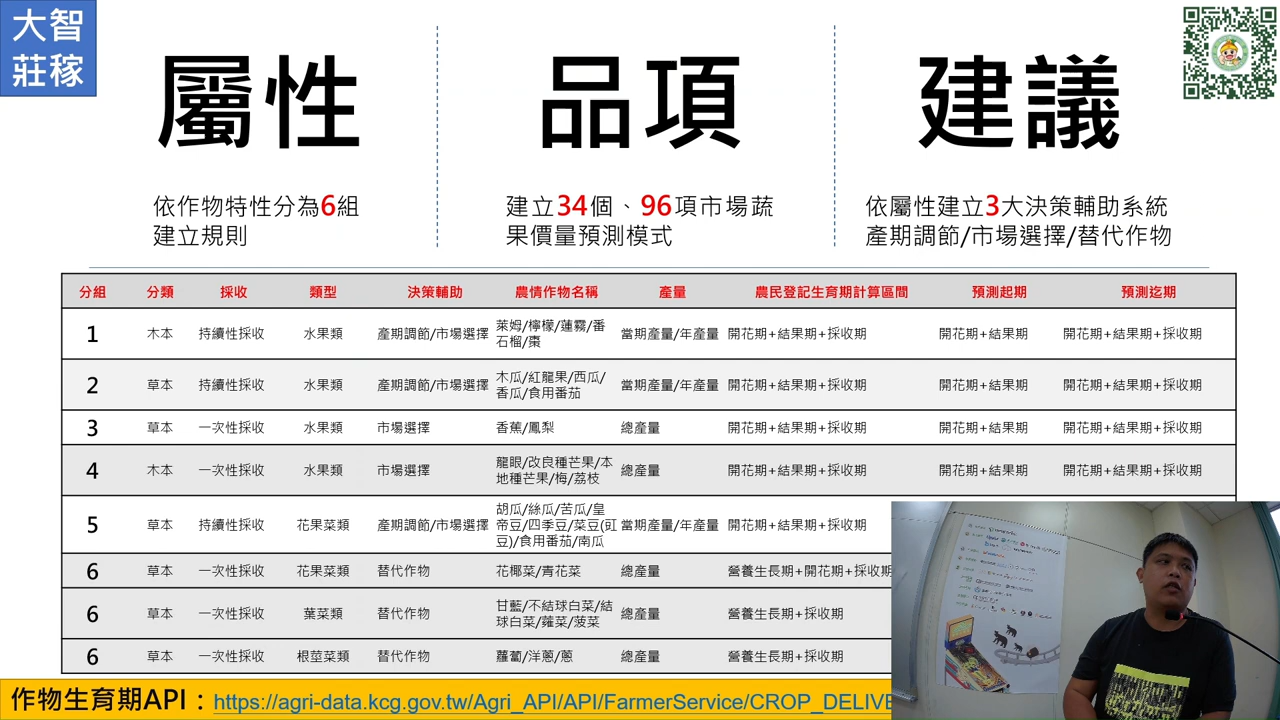 大智
莊稼
屬性
品項
建議
依作物特性分為6組
建立規則
建立34個、96項市場蔬
果價量預測模式
依屬性建立3大決策輔助系統
產期調節/市場選擇/替代作物
分組 分類 採收 類型 決策輔助 農情作物名稱 產量 農民登記生育期計算區間 預測起期 預測迄期
1 木本 持續性採收 水果類 產期調節/市場選擇 萊姆/檸檬/蓮霧/番 當期產量/年產量 開花期+結果期+採收期 開花期+結果期 開花期+結果期+採收期
石榴/棗
2 草本 持續性採收 水果類 產期調節/市場選擇 木瓜/紅龍果/西瓜/ 當期產量/年產量 開花期+結果期+採收期 開花期+結果期 開花期+結果期+採收期
香瓜/食用番茄
3 草本 一次性採收 水果類 市場選擇 香蕉/鳳梨 總產量 開花期+結果期+採收期 開花期+結果期 開花期+結果期+採收期
4 木本 一次性採收 水果類 市場選擇 龍眼/改良種芒果/本 總產量 開花期+結果期+採收期 開花期+結果期 開花期+結果期+採收期
地種芒果/梅/荔枝
5 草本 持續性採收 花果菜類 產期調節/市場選擇 胡瓜/絲瓜/苦瓜/皇 當期產量/年產量 開花期+結果期+採收期
帝豆/四季豆/菜豆(豇
豆)/食用番茄/南瓜
6 草本 一次性採收 花果菜類 替代作物 花椰菜/青花菜 總產量 營養生長期+開花期+採收期
6 草本 一次性採收 葉菜類 替代作物 甘藍/不結球白菜/結 總產量 營養生長期+採收期
球白菜/蕹菜/菠菜
6 草本 一次性採收 根莖菜類 替代作物 蘿蔔/洋蔥/蔥 總產量 營養生長期+採收期
作物生育期API：https://agri-data.kcg.gov.tw/Agri_API/API/FarmerService/CROP_DELIVE